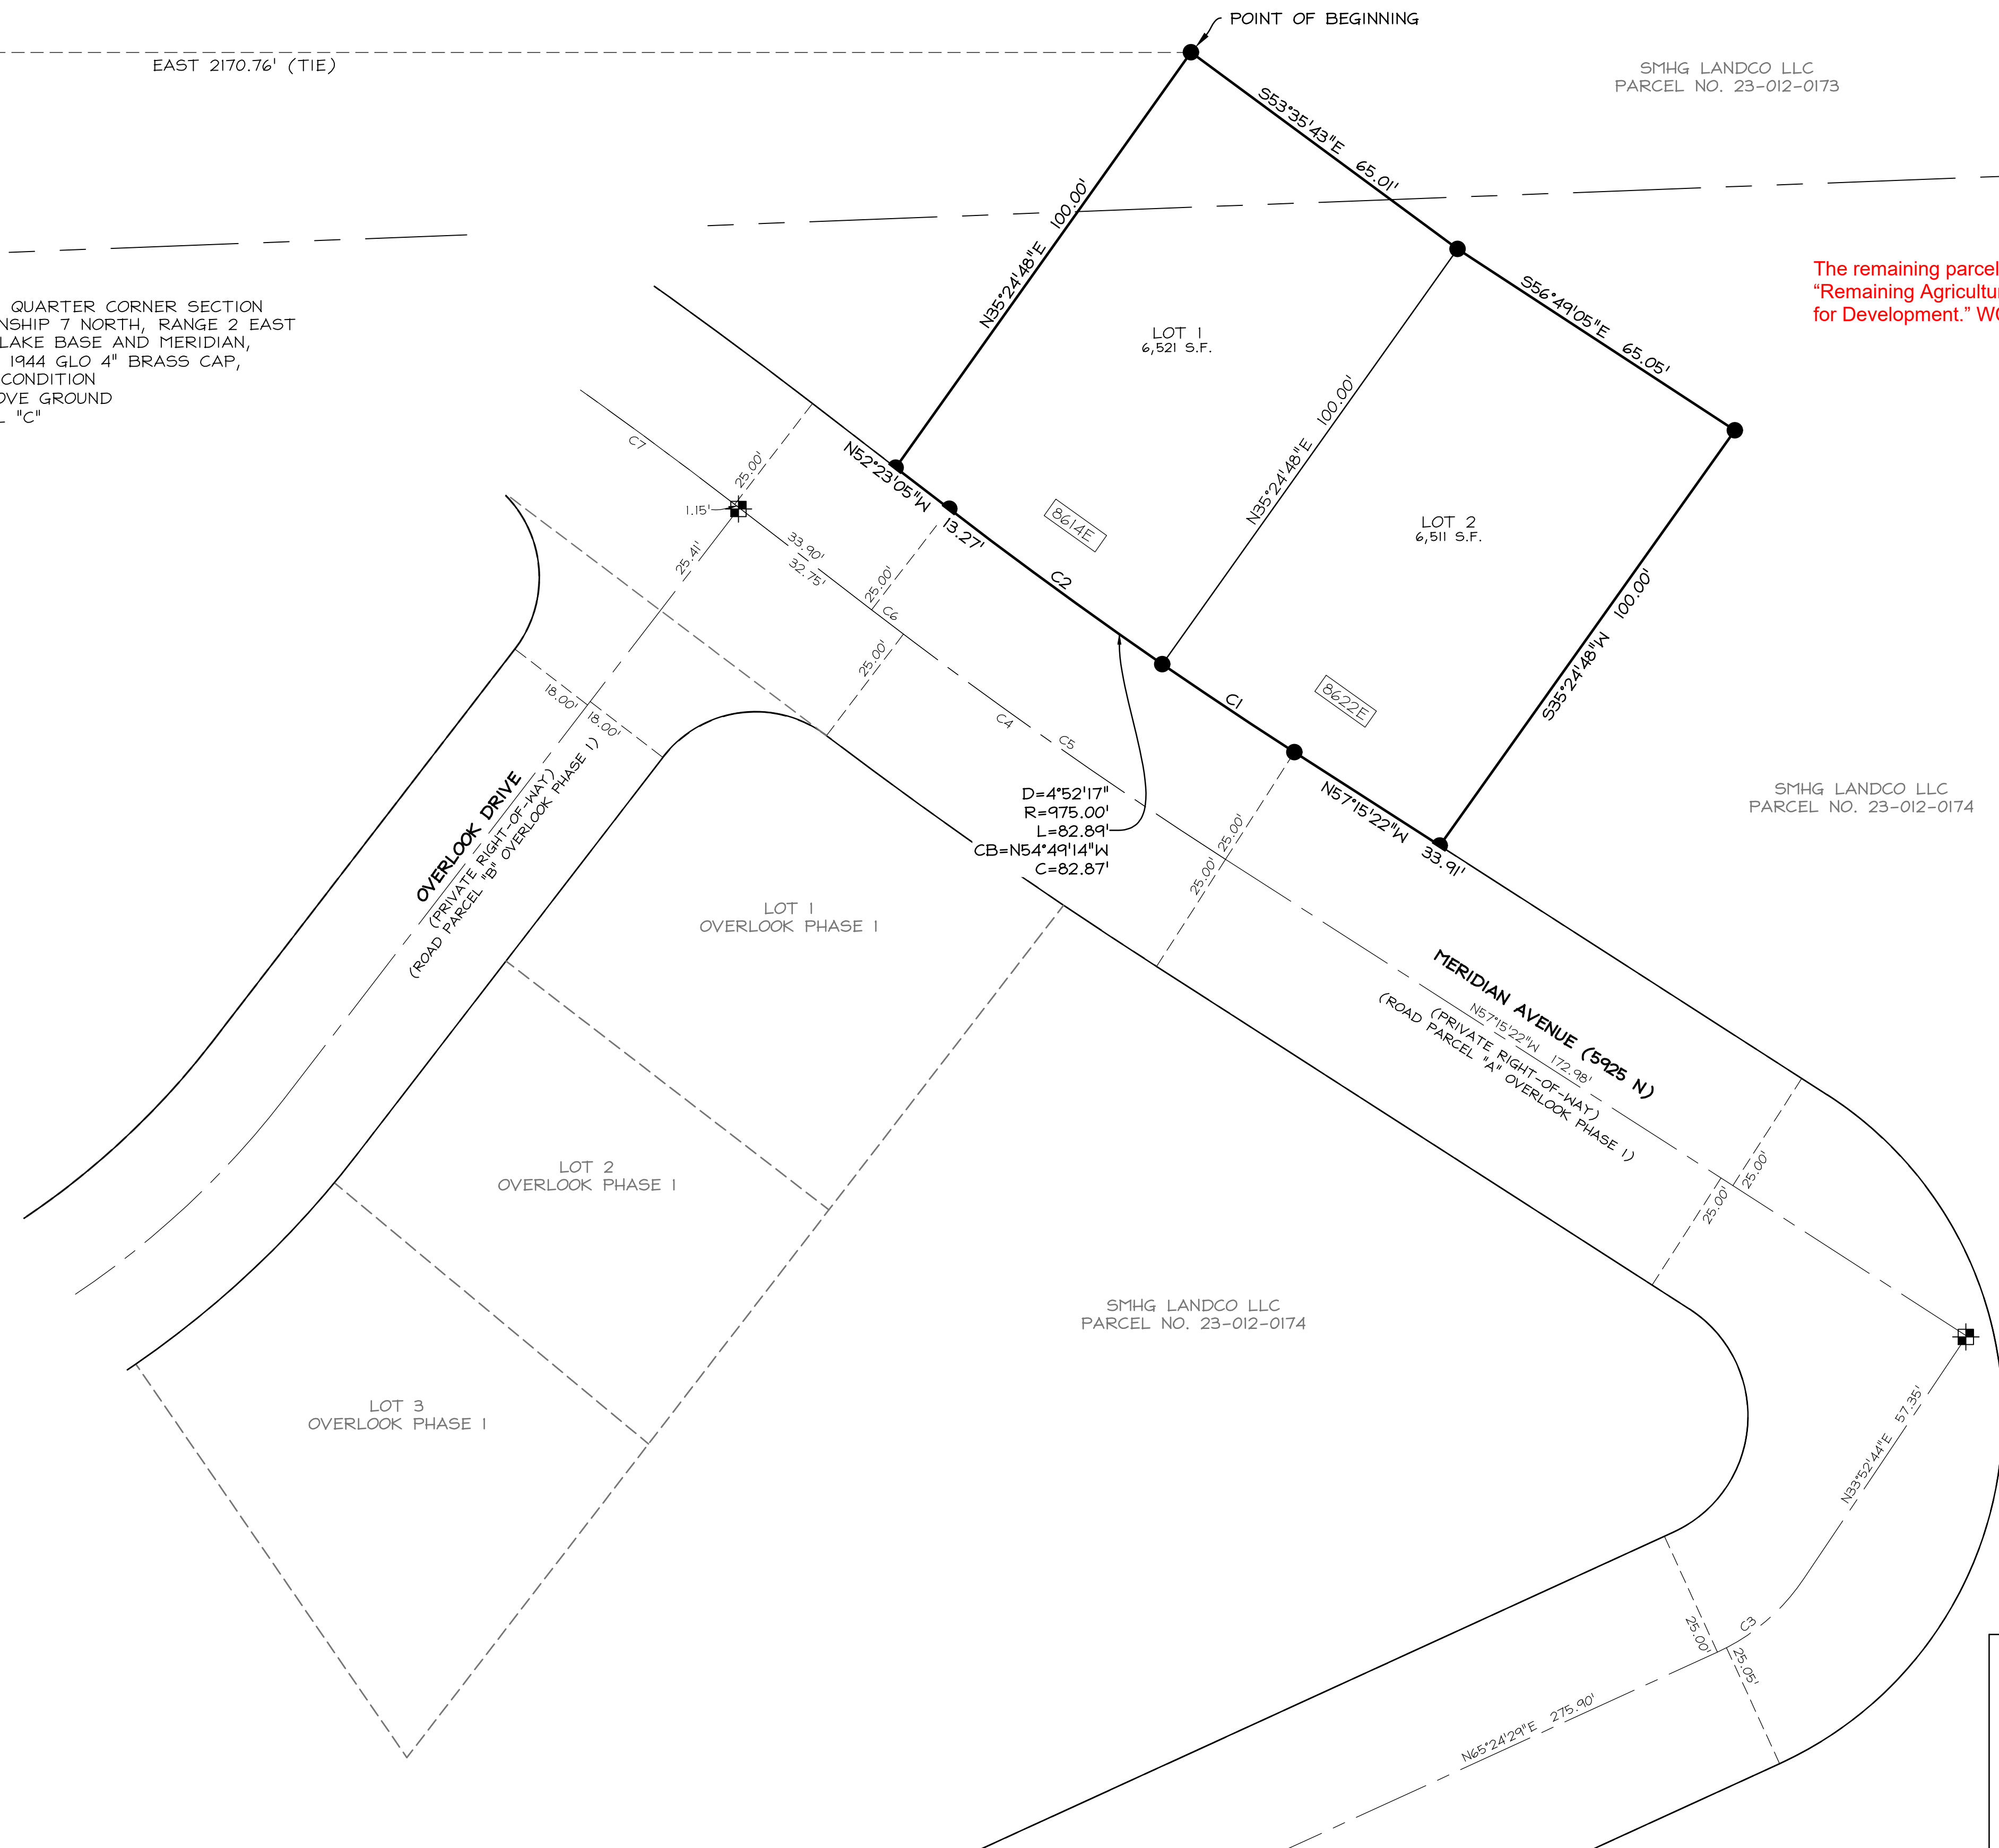 POINT OF BEGINNING
EAST 2170.76' (TIE)
SMHG LANDCO LLC
PARCEL NO. 23-012-0173
S53°35'43"E 65.01'
N35°24'48"E 100.00'
S56°49'05"E 65.05'
The remaining parcel
“Remaining Agricultu
for Development.” WC
QUARTER CORNER SECTION
NSHIP 7 NORTH, RANGE 2 EAST
LAKE BASE AND MERIDIAN,
1944 GLO 4" BRASS CAP,
CONDITION
OVE GROUND
L "C"
LOT 1
6,521 S.F.
N35°24'48"E 100.00'
LOT 2
6,511 S.F.
S35°24'48"W 100.00'
C7
25.00'
1.15'
N52°23'05"W 13.27'
8614E
25.41'
33.90'
32.75'
25.00'
C6
25.00'
C2
8622E
C1
18.00'
18.00'
C4
C5
D=4°52'17"
R=975.00'
L=82.89'
CB=N54°49'14"W
C=82.87'
N57°15'22"W 33.91'
25.00'
25.00'
SMHG LANDCO LLC
PARCEL NO. 23-012-0174
OVERLOOK DRIVE
(PRIVATE RIGHT-OF-WAY)
(ROAD PARCEL "B" OVERLOOK PHASE 1)
LOT 1
OVERLOOK PHASE 1
MERIDIAN AVENUE (5925 N)
N57°15'22"W 172.98'
(PRIVATE RIGHT-OF-WAY)
(ROAD PARCEL "A" OVERLOOK PHASE 1)
25.00'
25.00'
LOT 2
OVERLOOK PHASE 1
SMHG LANDCO LLC
PARCEL NO. 23-012-0174
LOT 3
OVERLOOK PHASE 1
N33°52'44"E 57.35'
C3
25.00'
25.05'
N65°24'29"E 275.90'